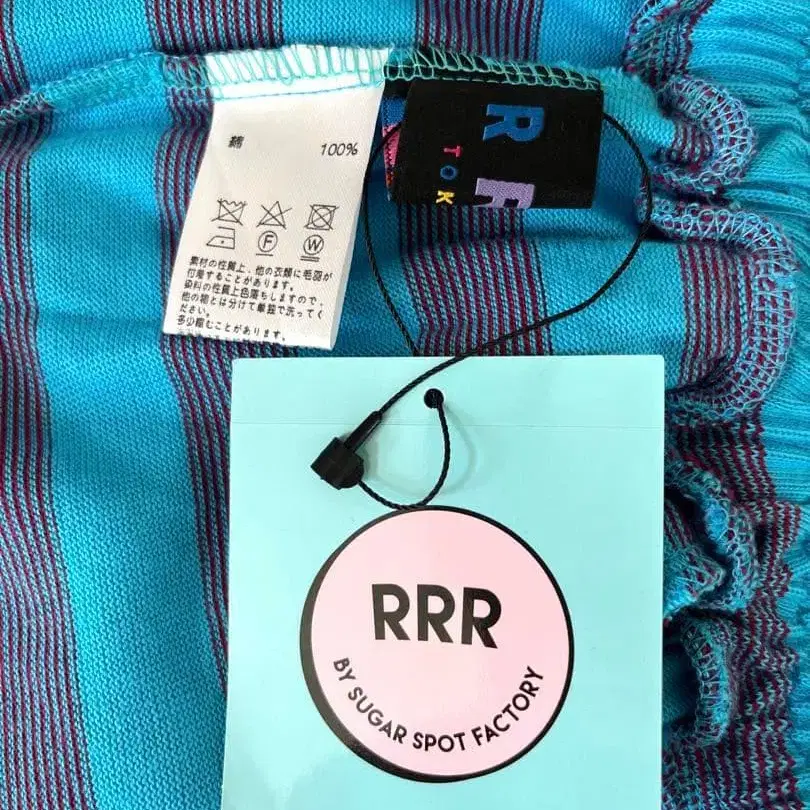 綿 100%
F W
素材の性質上、他の衣類に毛羽が
付着することがあります。
染料の性質上色落ちしますので、
他の物とは分けて単独で洗ってく
ださい。
多少縮むことがあります。
R
R
TOK
RRR
BY SUGAR SPOT FACTORY